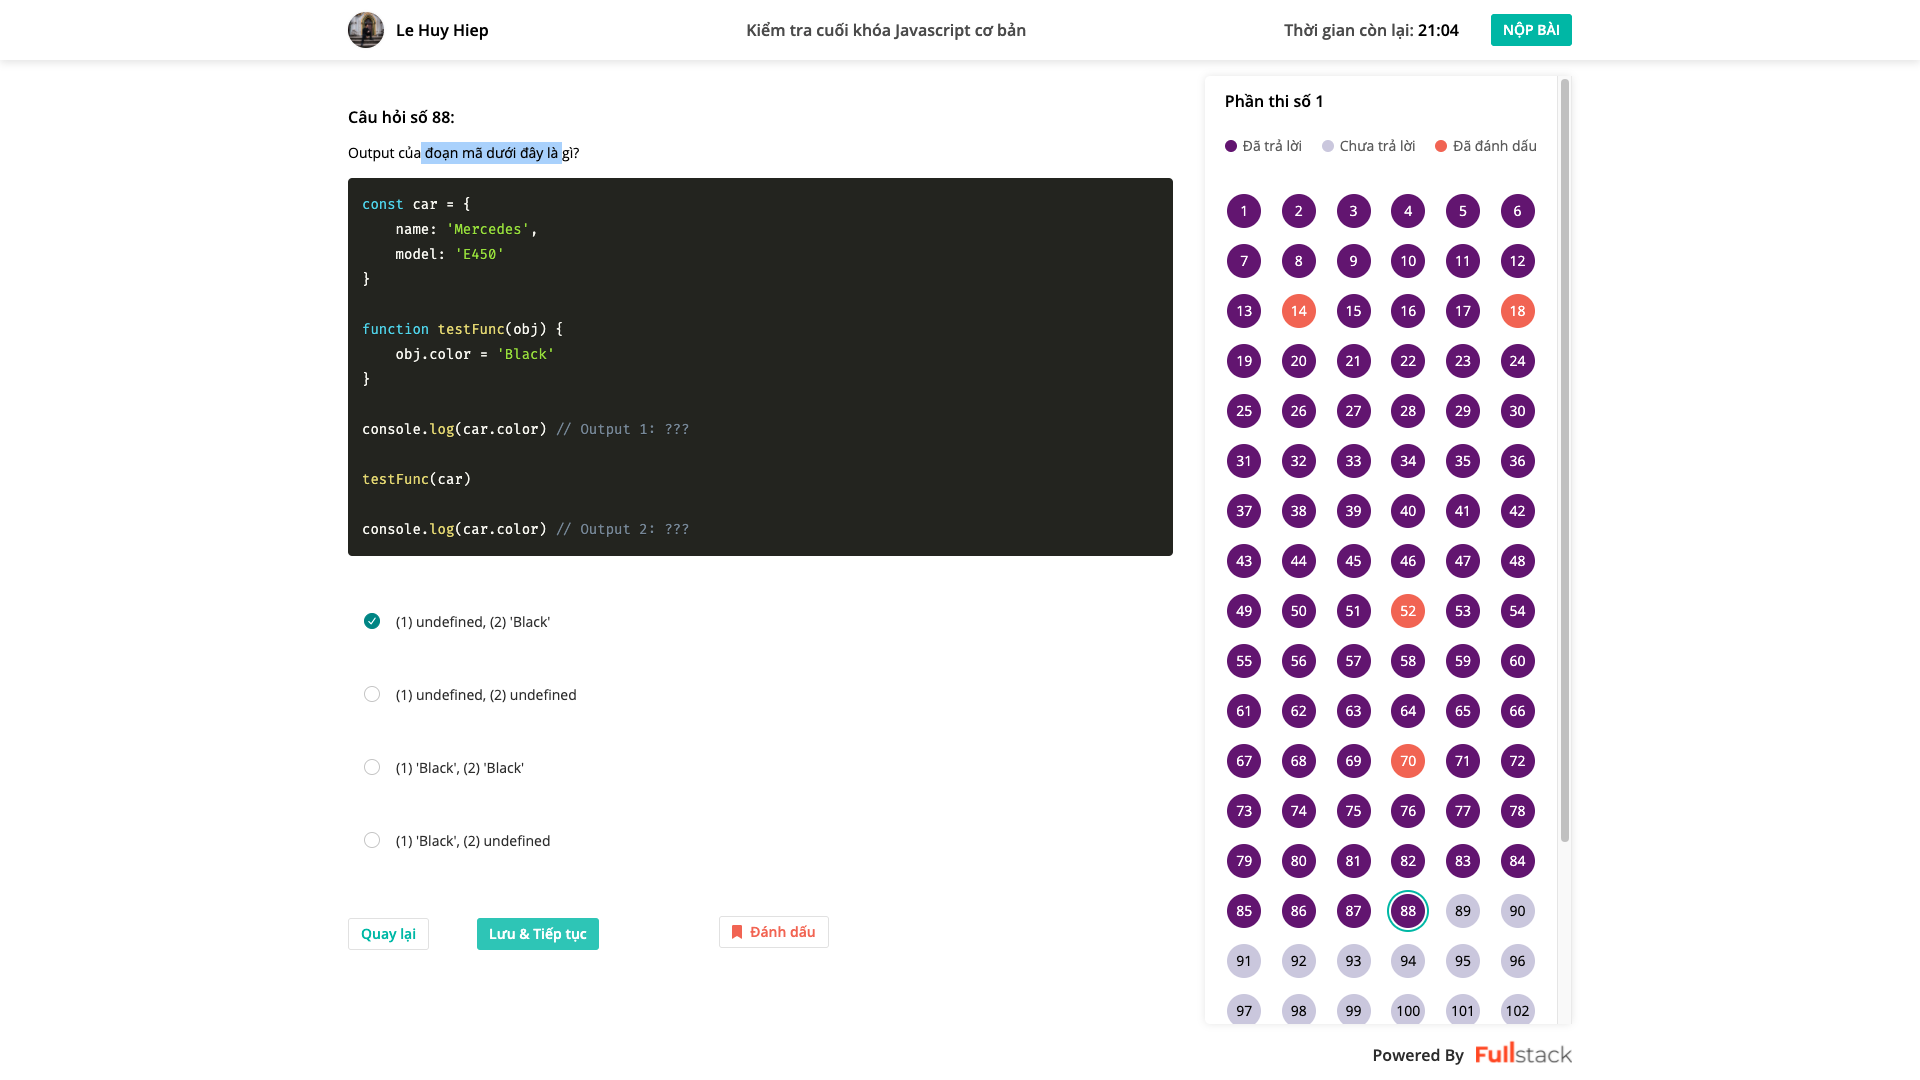 Le Huy Hiep
Kiểm tra cuối khóa Javascript cơ bản
Thời gian còn lại: 21:04
NỘP BÀI
Câu hỏi số 88:
Output của đoạn mã dưới đây là gì?
const car = {
    name: 'Mercedes',
    model: 'E450'
}
function testFunc(obj) {
    obj.color = 'Black'
}
console.log(car.color) // Output 1: ???
testFunc(car)
console.log(car.color) // Output 2: ???
(1) undefined, (2) 'Black'
(1) undefined, (2) undefined
(1) 'Black', (2) 'Black'
(1) 'Black', (2) undefined
Quay lại
Lưu & Tiếp tục
Đánh dấu
Phần thi số 1
Đã trả lời
Chưa trả lời
Đã đánh dấu
1 2 3 4 5 6
7 8 9 10 11 12
13 14 15 16 17 18
19 20 21 22 23 24
25 26 27 28 29 30
31 32 33 34 35 36
37 38 39 40 41 42
43 44 45 46 47 48
49 50 51 52 53 54
55 56 57 58 59 60
61 62 63 64 65 66
67 68 69 70 71 72
73 74 75 76 77 78
79 80 81 82 83 84
85 86 87 88 89 90
91 92 93 94 95 96
97 98 99 100 101 102
Powered By Fullstack